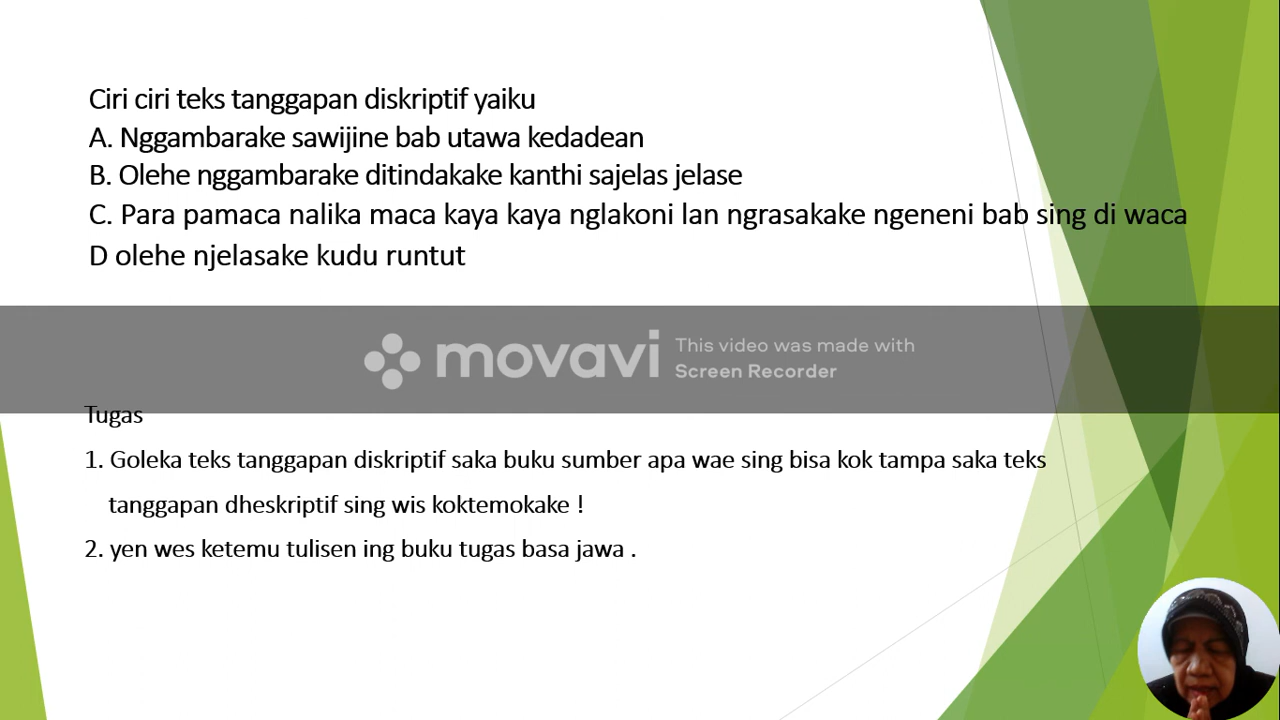 Ciri ciri teks tanggapan diskriptif yaiku
A. Nggambarake sawijine bab utawa kedadean
B. Olehe nggambarake ditindakake kanthi sajelas jelase
C. Para pamaca nalika maca kaya kaya nglakoni lan ngrasakake ngeneni bab sing di waca
D olehe njelasake kudu runtut
movavi
This video was made with
Screen Recorder
Tugas
1. Goleka teks tanggapan diskriptif saka buku sumber apa wae sing bisa kok tampa saka teks
tanggapan dheskriptif sing wis koktemokake !
2. yen wes ketemu tulisen ing buku tugas basa jawa .